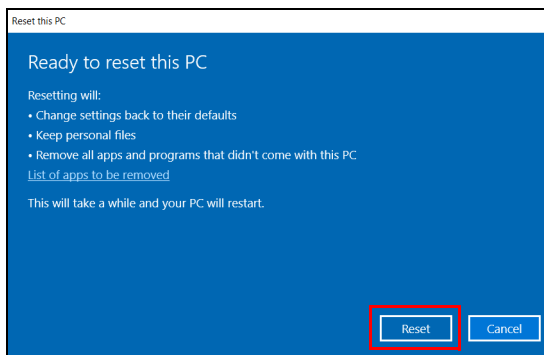 Reset this PC
Ready to reset this PC
Resetting will:
• Change settings back to their defaults
• Keep personal files
• Remove all apps and programs that didn't come with this PC
List of apps to be removed
This will take a while and your PC will restart.
Reset Cancel